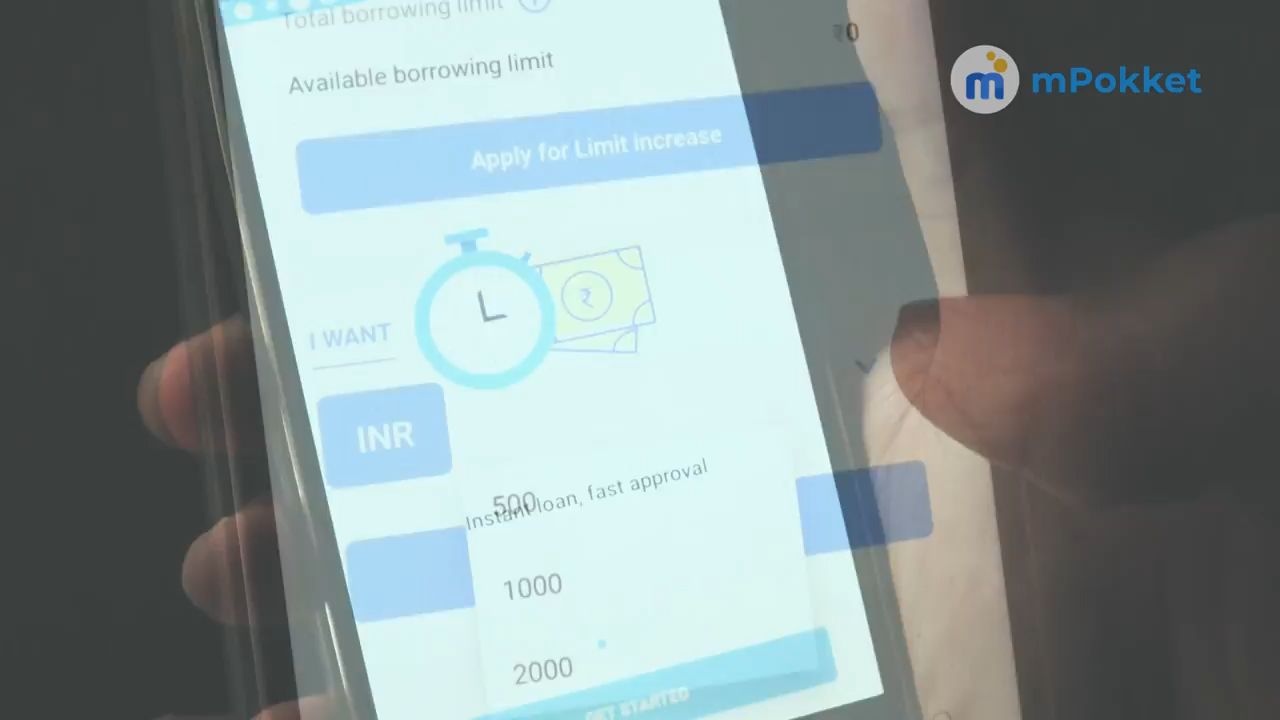 Total borrowing limit
₹0
Available borrowing limit
mPokket
Apply for Limit increase
₹
I WANT
INR
500
Instant loan, fast approval
1000
2000
GET STARTED